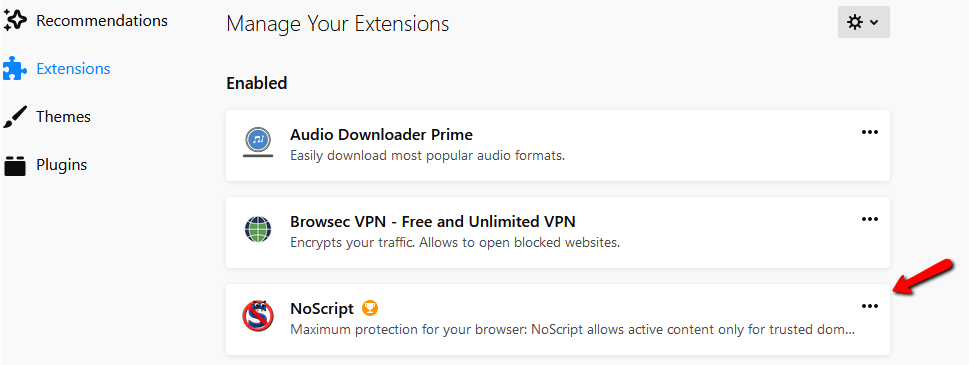 Recommendations
Extensions
Themes
Plugins
Manage Your Extensions
Enabled
Audio Downloader Prime
Easily download most popular audio formats.
Browsec VPN - Free and Unlimited VPN
Encrypts your traffic. Allows to open blocked websites.
NoScript
Maximum protection for your browser: NoScript allows active content only for trusted dom...